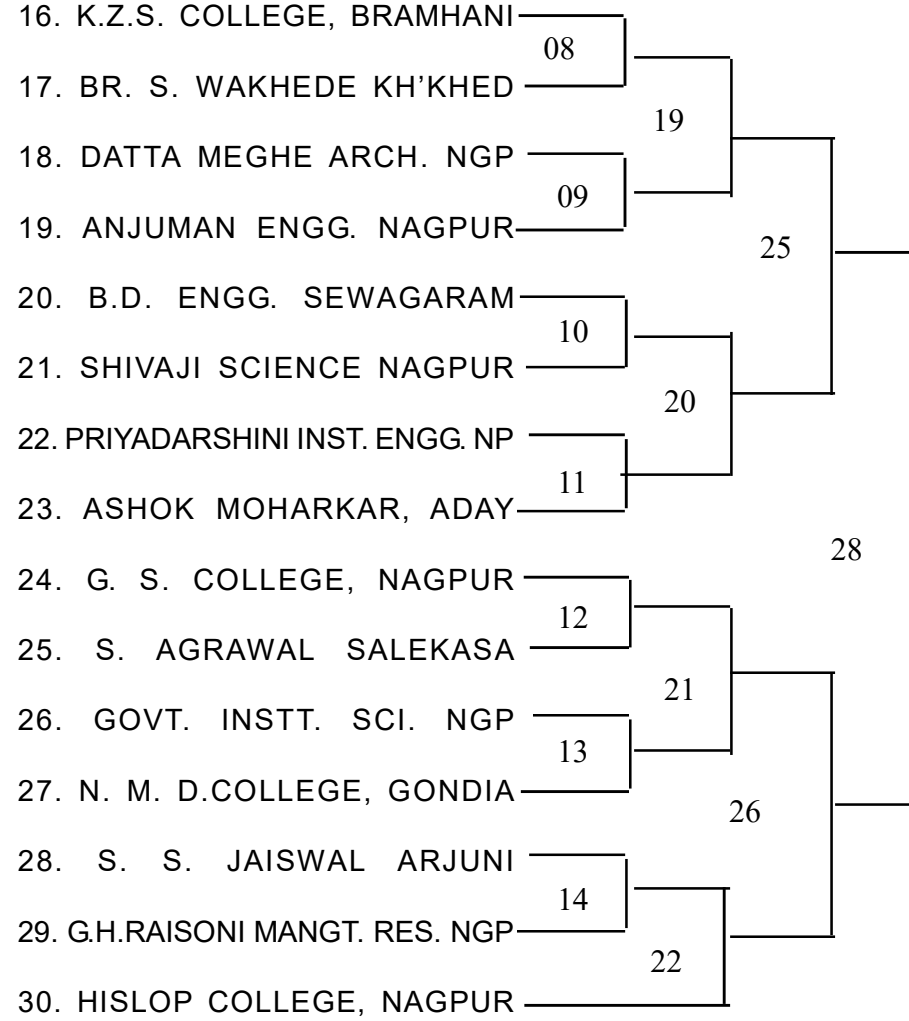 16. K.Z.S. COLLEGE, BRAMHANI
08
17. BR. S. WAKHEDE KH'KHED
19
18. DATTA MEGHE ARCH. NGP
09
19. ANJUMAN ENGG. NAGPUR
25
20. B.D. ENGG. SEWAGARAM
10
21. SHIVAJI SCIENCE NAGPUR
20
22. PRIYADARSHINI INST. ENGG. NP
11
23. ASHOK MOHARKAR, ADAY
28
24. G. S. COLLEGE, NAGPUR
12
25. S. AGRAWAL SALEKASA
21
26. GOVT. INSTT. SCI. NGP
13
27. N. M. D.COLLEGE, GONDIA
26
28. S. S. JAISWAL ARJUNI
14
29. G.H.RAISONI MANGT. RES. NGP
22
30. HISLOP COLLEGE, NAGPUR